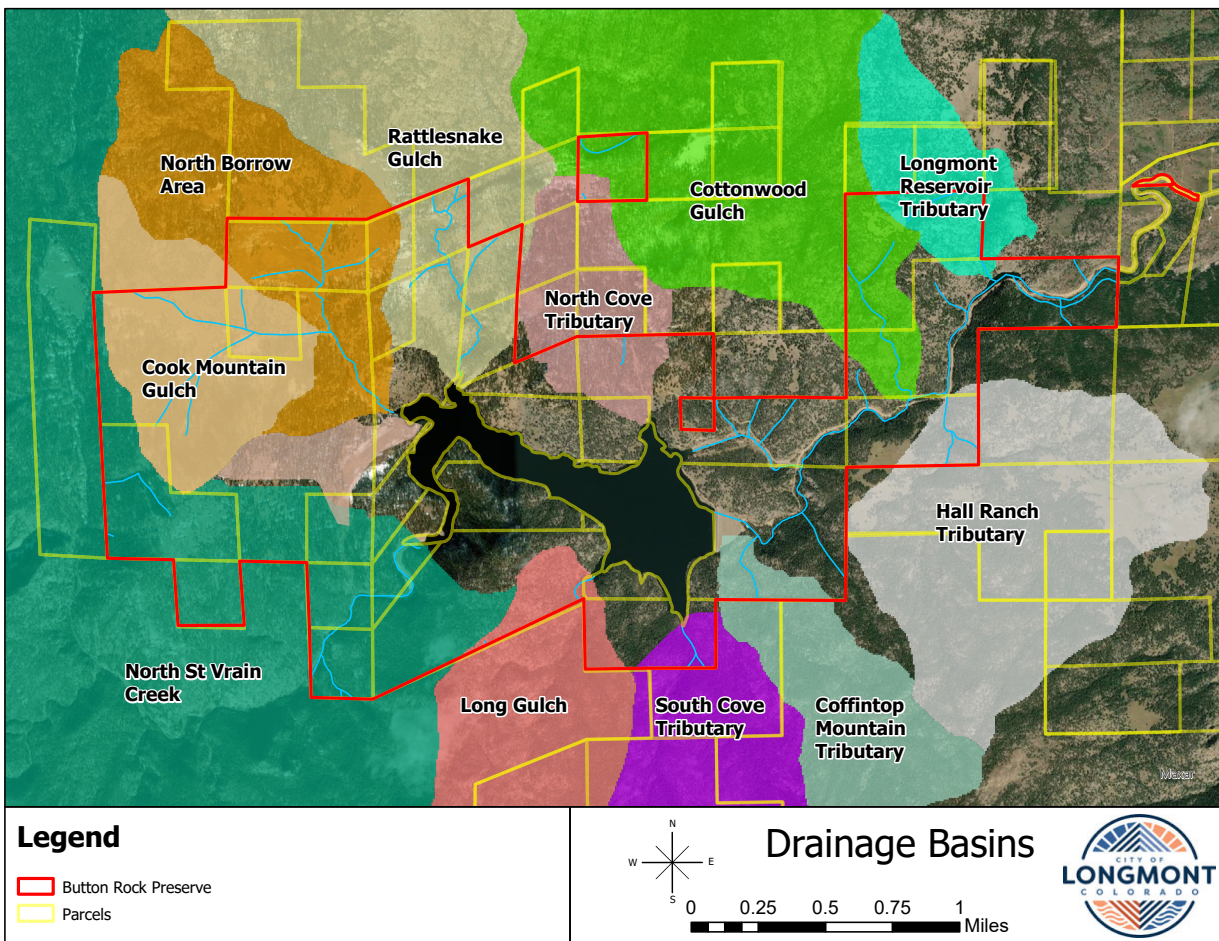 North Borrow
Area
Rattlesnake
Gulch
Cottonwood
Gulch
Longmont
Reservoir
Tributary
North Cove
Tributary
Cook Mountain
Gulch
Hall Ranch
Tributary
North St Vrain
Creek
Long Gulch
South Cove
Tributary
Coffintop
Mountain
Tributary
Maxar
Legend
Button Rock Preserve
Parcels
N
W E
S
Drainage Basins
0 0.25 0.5 0.75 1
Miles
CITY OF
LONGMONT
COLORADO